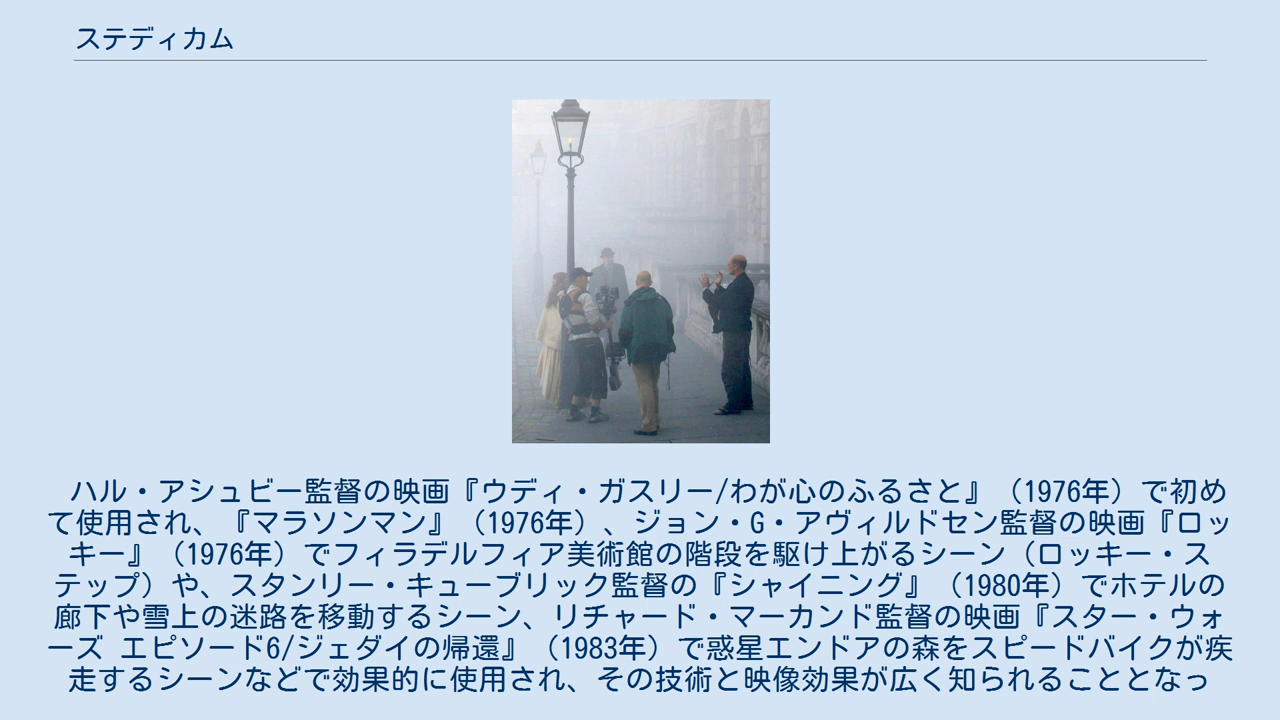 ステディカム
ハル・アシュビー監督の映画『ウディ・ガスリー/わが心のふるさと』（1976年）で初め
て使用され、『マラソンマン』（1976年）、ジョン・G・アヴィルドセン監督の映画『ロッ
キー』（1976年）でフィラデルフィア美術館の階段を駆け上がるシーン（ロッキー・ス
テップ）や、スタンリー・キューブリック監督の『シャイニング』（1980年）でホテルの
廊下や雪上の迷路を移動するシーン、リチャード・マーカンド監督の映画『スター・ウォ
ーズ エピソード6/ジェダイの帰還』（1983年）で惑星エンドアの森をスピードバイクが疾
走するシーンなどで効果的に使用され、その技術と映像効果が広く知られることとなっ